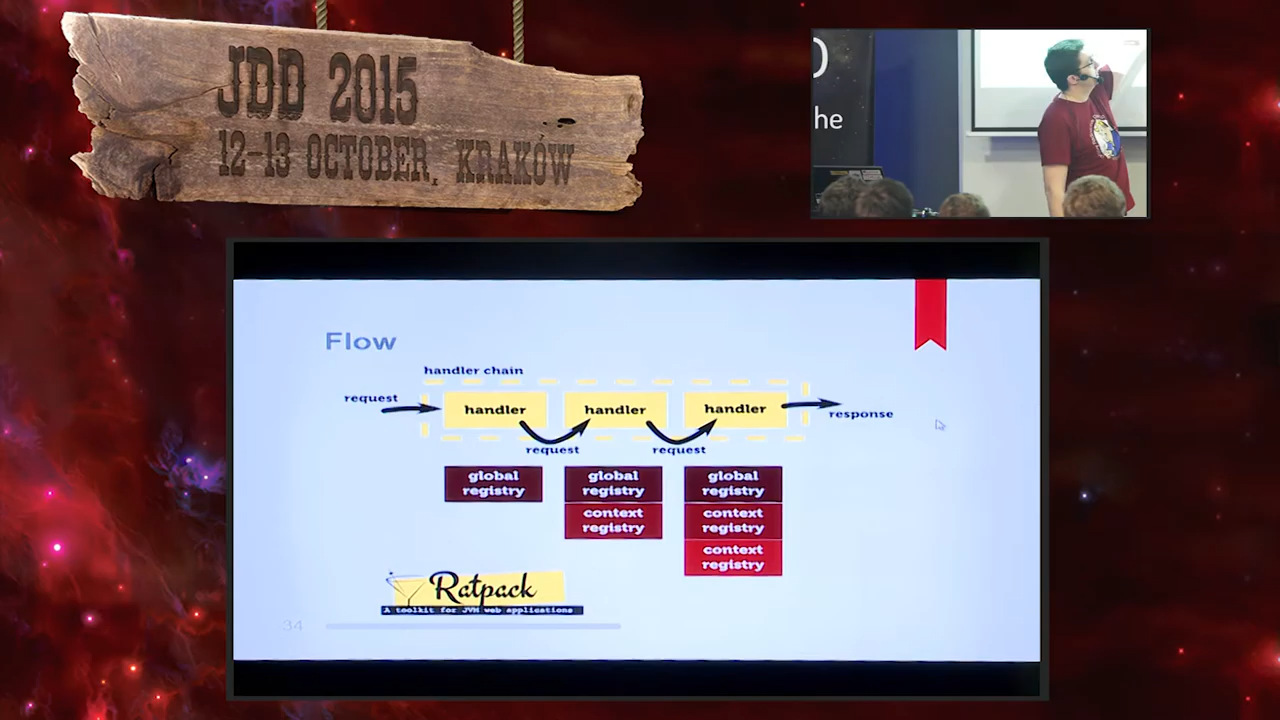 JDD 2015
12-13 OCTOBER, KRAKÓW
he
Flow
handler chain
request
handler
handler
handler
response
request
request
global
registry
global
registry
global
registry
context
registry
context
registry
context
registry
Ratpack
A toolkit for JVM web applications
34